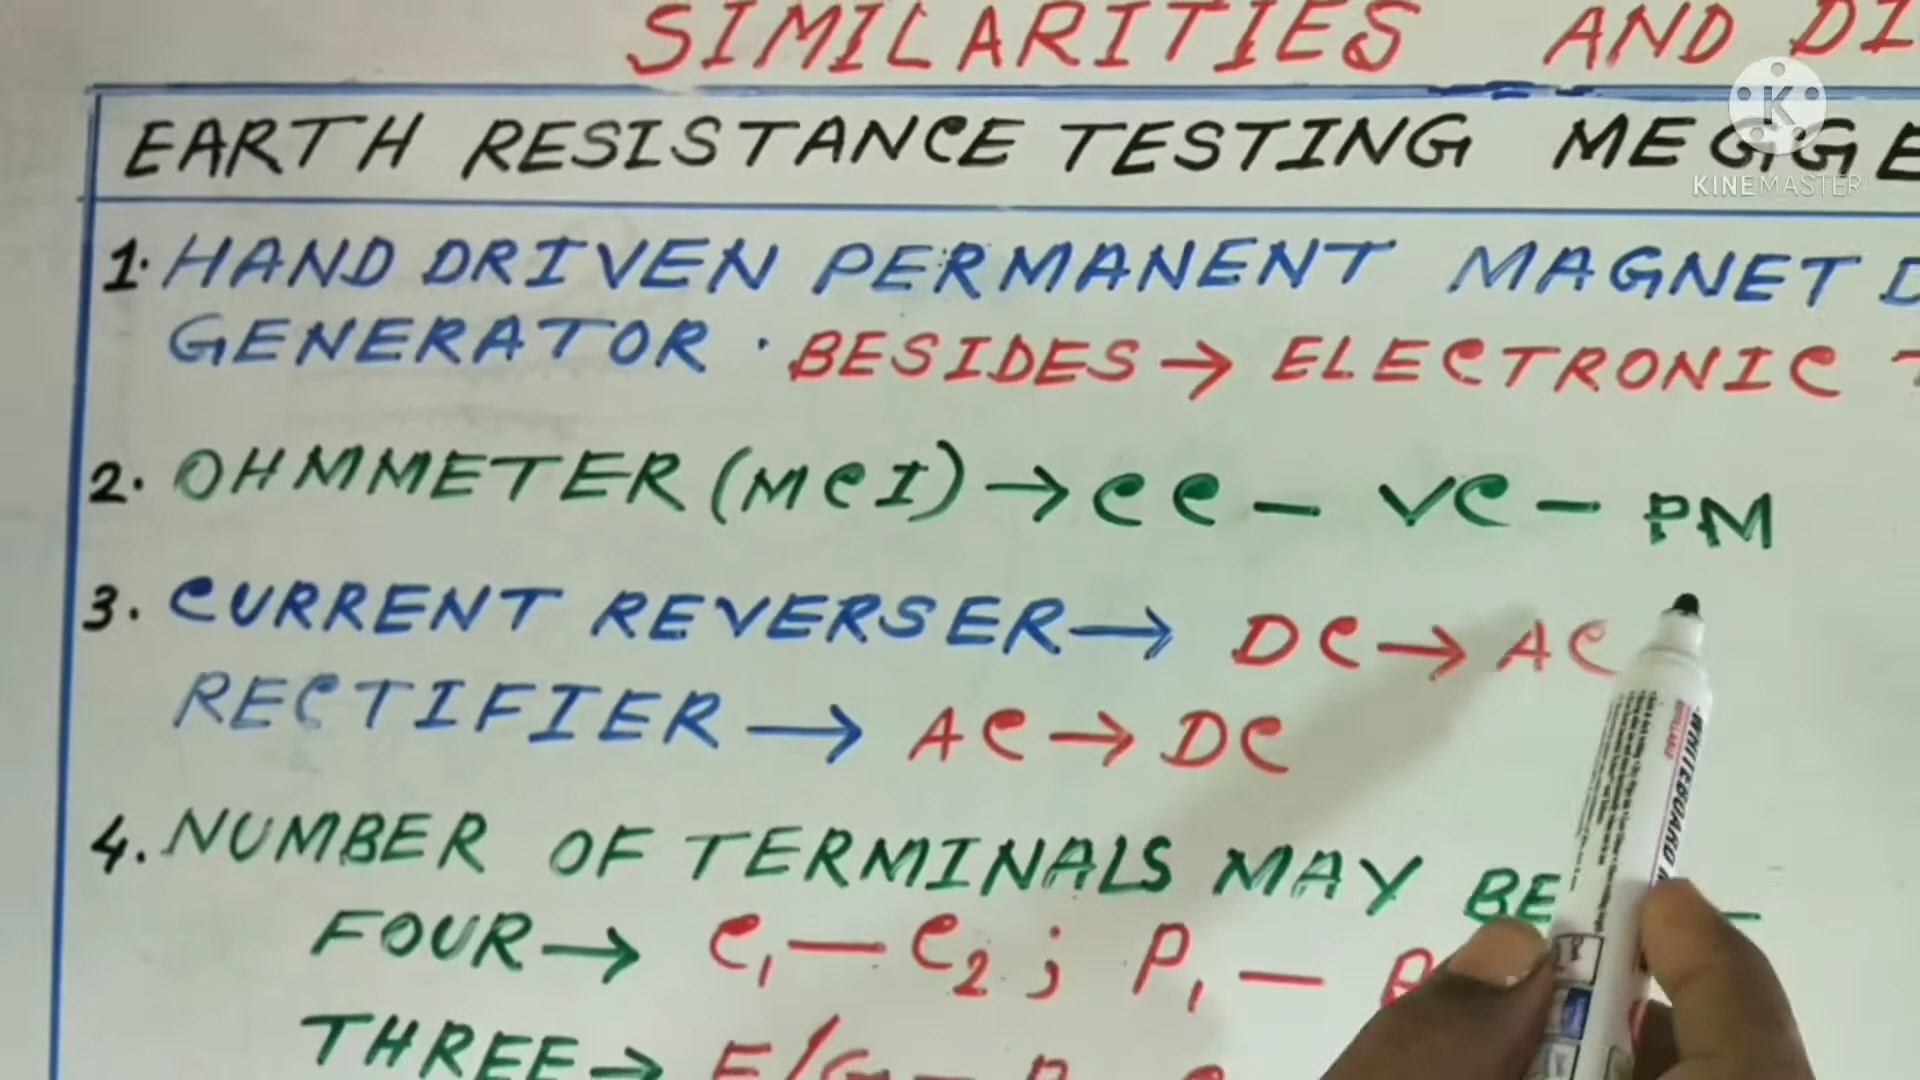 SIMILARITIES AND DI
EARTH RESISTANCE TESTING MEGGE
KINEMASTER
1. HAND DRIVEN PERMANENT MAGNET D
GENERATOR. BESIDES → ELECTRONIC
2. OHMMETER (MCI) → CC - VC - PM
3. CURRENT REVERSER → DC → AC
RECTIFIER → AC → DC
4. NUMBER OF TERMINALS MAY BE
FOUR → C1 - C2 ; P1 -
THREE → E/G -
WHITEBOARD